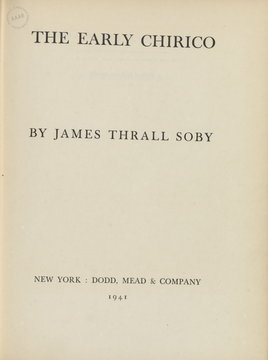 THE EARLY CHIRICO
BY JAMES THRALL SOBY
NEW YORK : DODD, MEAD & COMPANY
1941